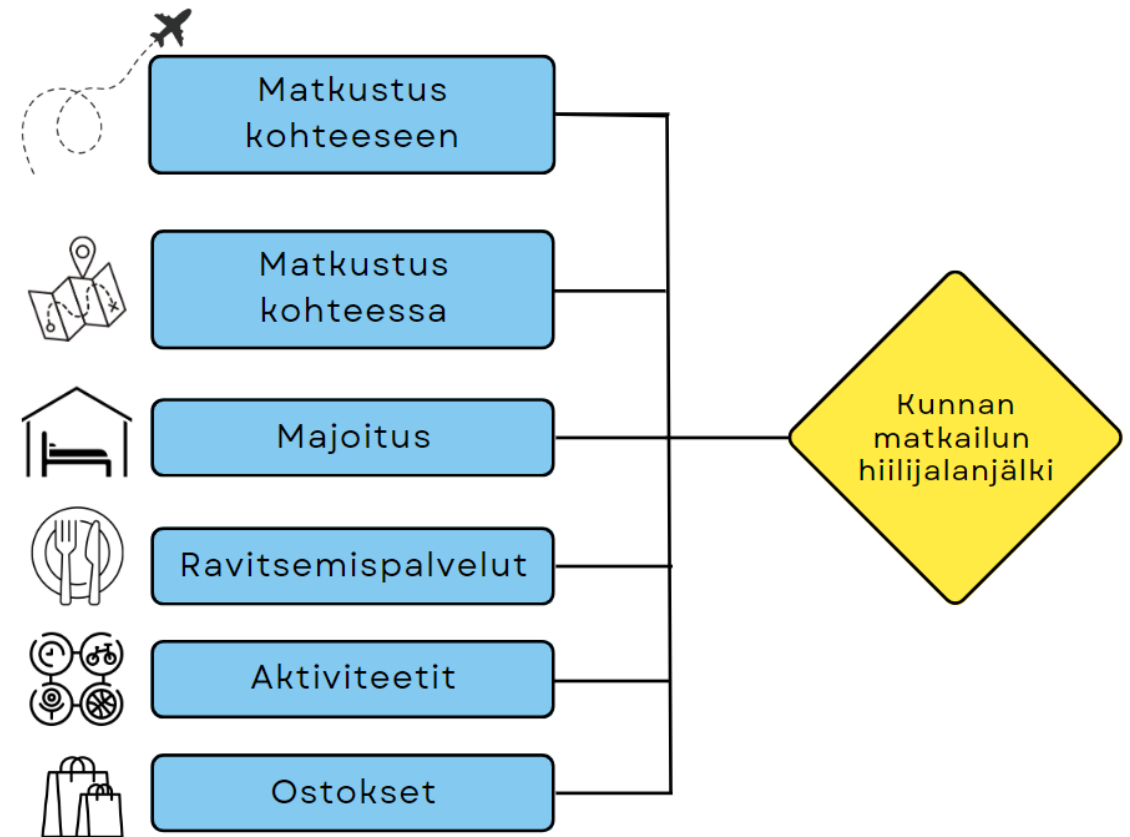 Matkustus
kohteeseen
Matkustus
kohteessa
Majoitus
Ravitsemispalvelut
Aktiviteetit
Ostokset
Kunnan
matkailun
hiilijalanjälki